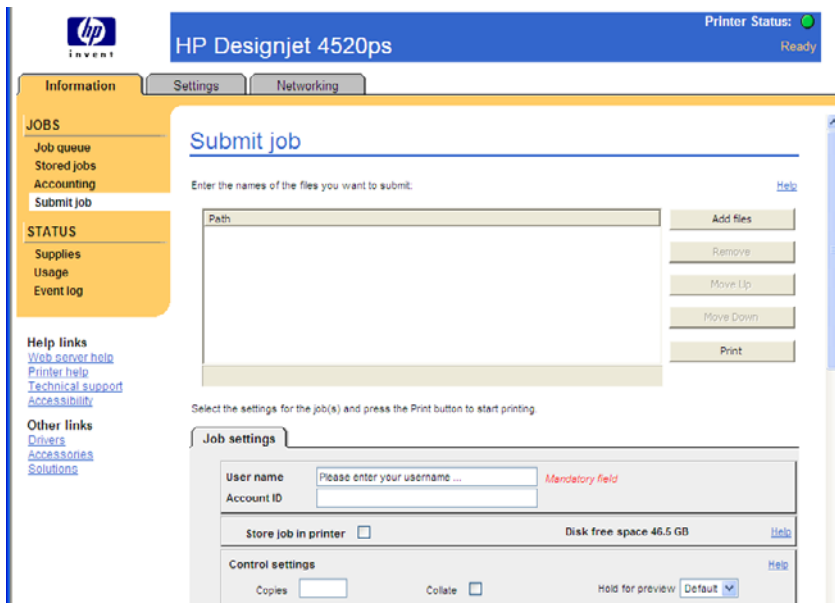 hp
invent
HP Designjet 4520ps
Printer Status:
Ready
Information Settings Networking
JOBS
Job queue
Stored jobs
Accounting
Submit job
STATUS
Supplies
Usage
Event log
Help links
Web server help
Printer help
Technical support
Accessibility
Other links
Drivers
Accessories
Solutions
Submit job
Enter the names of the files you want to submit: Help
Path
Add files
Remove
Move Up
Move Down
Print
Select the settings for the job(s) and press the Print button to start printing.
Job settings
User name Please enter your username ... Mandatory field
Account ID
Store job in printer Disk free space 46.5 GB Help
Control settings Help
Copies Collate Hold for preview Default